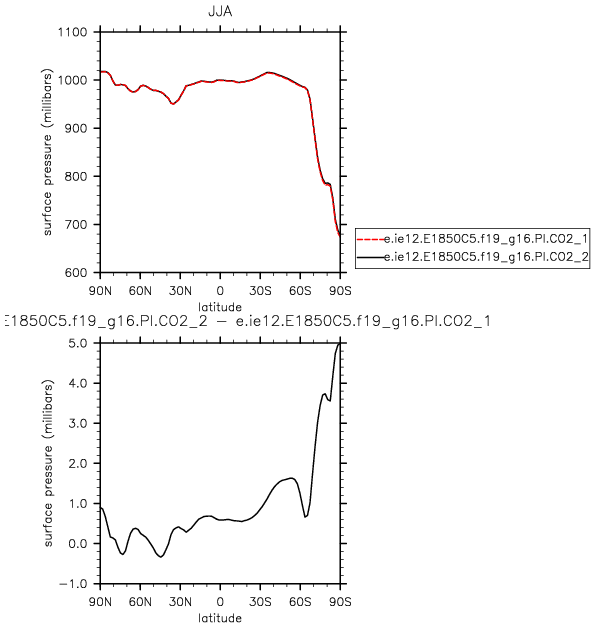 JJA
1100
1000
900
800
700
600
surface pressure (millibars)
90N 60N 30N 0 30S 60S 90S
latitude
e.ie12.E1850C5.f19_g16.PI.CO2_1
e.ie12.E1850C5.f19_g16.PI.CO2_2
E1850C5.f19_g16.PI.CO2_2 − e.ie12.E1850C5.f19_g16.PI.CO2_1
5.0
4.0
3.0
2.0
1.0
0.0
−1.0
surface pressure (millibars)
90N 60N 30N 0 30S 60S 90S
latitude